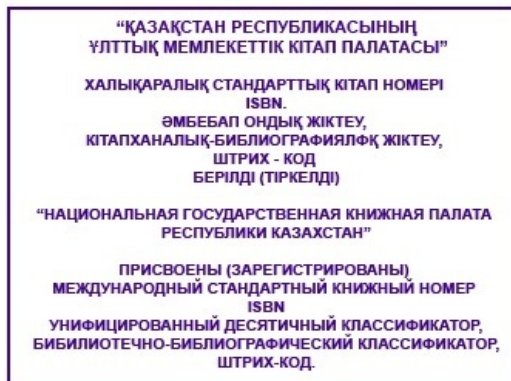 “ҚАЗАҚСТАН РЕСПУБЛИКАСЫНЫҢ
ҰЛТТЫҚ МЕМЛЕКЕТТІК КІТАП ПАЛАТАСЫ”
ХАЛЫҚАРАЛЫҚ СТАНДАРТТЫҚ КІТАП НОМЕРІ
ISBN.
ӘМБЕБАП ОНДЫҚ ЖІКТЕУ,
КІТАПХАНАЛЫҚ-БИБЛИОГРАФИЯЛФҚ ЖІКТЕУ,
ШТРИХ - КОД
БЕРІЛДІ (ТІРКЕЛДІ)
“НАЦИОНАЛЬНАЯ ГОСУДАРСТВЕННАЯ КНИЖНАЯ ПАЛАТА
РЕСПУБЛИКИ КАЗАХСТАН”
ПРИСВОЕНЫ (ЗАРЕГИСТРИРОВАНЫ)
МЕЖДУНАРОДНЫЙ СТАНДАРТНЫЙ КНИЖНЫЙ НОМЕР
ISBN
УНИФИЦИРОВАННЫЙ ДЕСЯТИЧНЫЙ КЛАССИФИКАТОР,
БИБИЛИОТЕЧНО-БИБЛИОГРАФИЧЕСКИЙ КЛАССИФИКАТОР,
ШТРИХ-КОД.